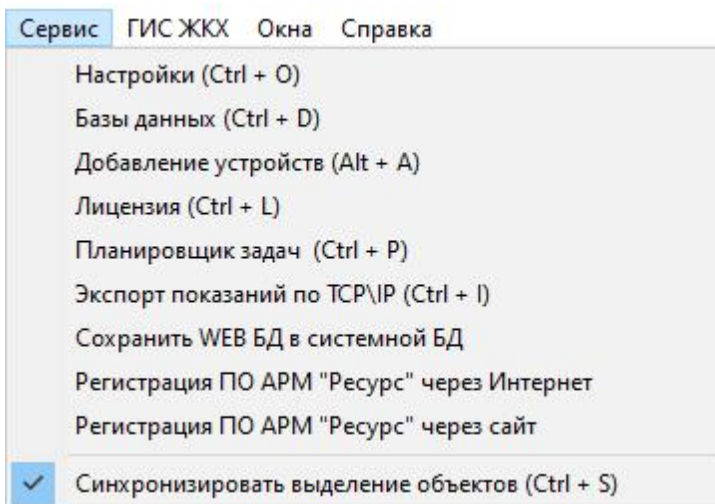 Сервис ГИС ЖКХ Окна Справка
Настройки (Ctrl + O)
Базы данных (Ctrl + D)
Добавление устройств (Alt + A)
Лицензия (Ctrl + L)
Планировщик задач (Ctrl + P)
Экспорт показаний по TCP\IP (Ctrl + I)
Сохранить WEB БД в системной БД
Регистрация ПО АРМ "Ресурс" через Интернет
Регистрация ПО АРМ "Ресурс" через сайт
Синхронизировать выделение объектов (Ctrl + S)